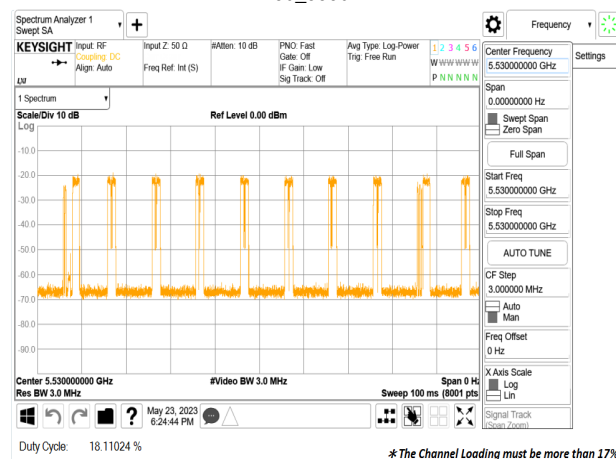 Spectrum Analyzer 1
Swept SA
Frequency
KEYSIGHT
Input: RF
Coupling: DC
Align: Auto
Input Z: 50 Ω
Freq Ref: Int (S)
#Atten: 10 dB
PNO: Fast
Gate: Off
IF Gain: Low
Sig Track: Off
Avg Type: Log-Power
Trig: Free Run
1 2 3 4 5 6
W W W W W W
P N N N N N
Center Frequency
5.530000000 GHz
Settings
Span
0.00000000 Hz
Swept Span
Zero Span
Full Span
Start Freq
5.530000000 GHz
Stop Freq
5.530000000 GHz
AUTO TUNE
CF Step
3.000000 MHz
Auto
Man
Freq Offset
0 Hz
X Axis Scale
Log
Lin
Signal Track
(Span Zoom)
1 Spectrum
Scale/Div 10 dB
Ref Level 0.00 dBm
Log
-10.0
-20.0
-30.0
-40.0
-50.0
-60.0
-70.0
-80.0
-90.0
Center 5.530000000 GHz
#Video BW 3.0 MHz
Span 0 Hz
Res BW 3.0 MHz
Sweep 100 ms (8001 pts
?
May 23, 2023
6:24:44 PM
Duty Cycle: 18.11024 %
* The Channel Loading must be more than 17%